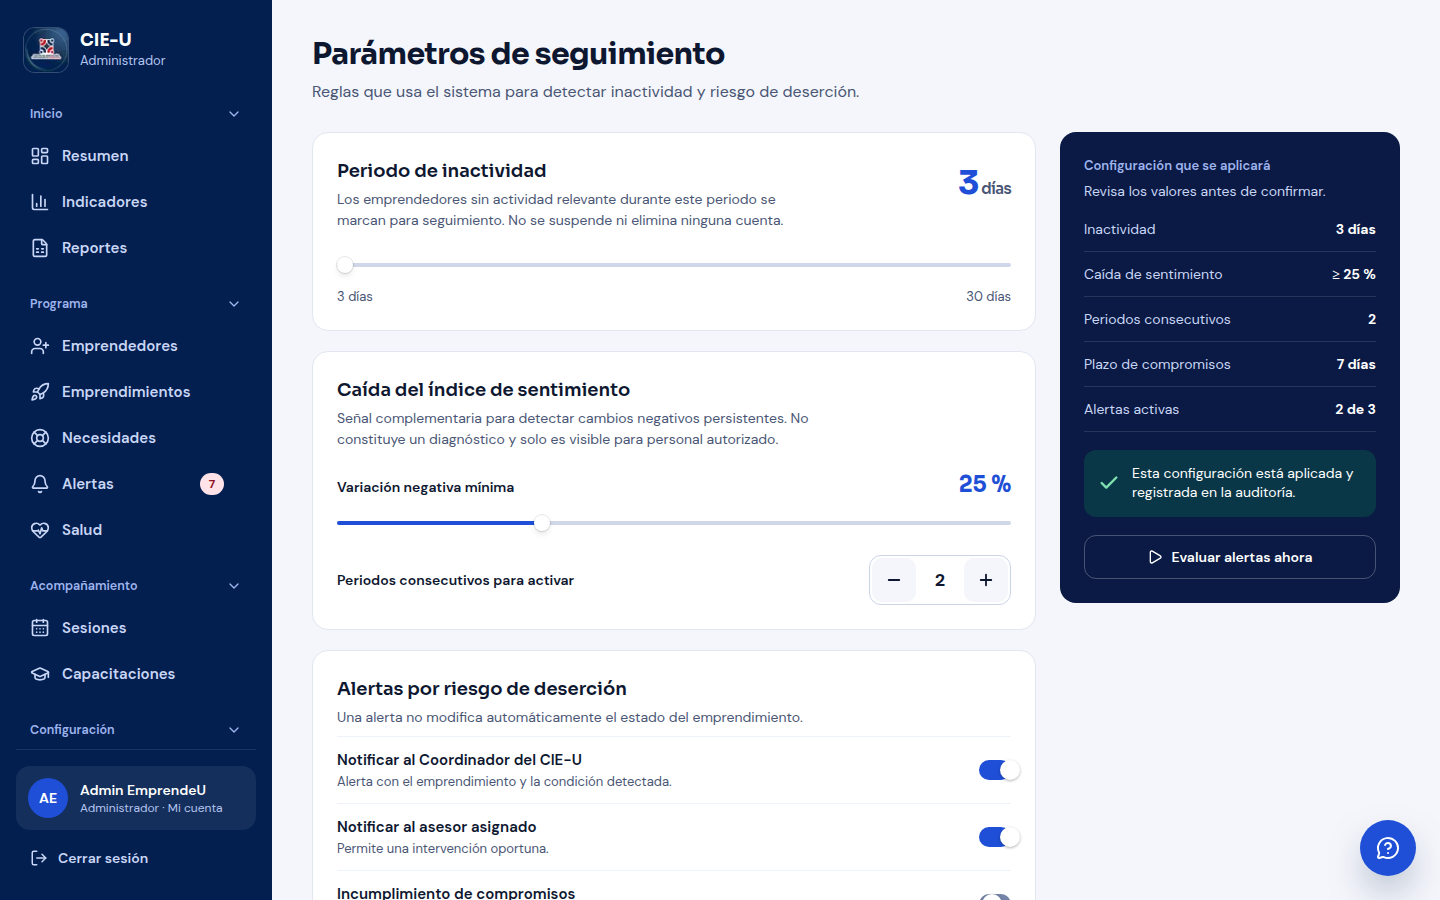 CIE-U
Administrador
Inicio
Resumen
Indicadores
Reportes
Programa
Emprendedores
Emprendimientos
Necesidades
Alertas
7
Salud
Acompañamiento
Sesiones
Capacitaciones
Configuración
AE
Admin EmprendeU
Administrador · Mi cuenta
Cerrar sesión
Parámetros de seguimiento
Reglas que usa el sistema para detectar inactividad y riesgo de deserción.
Periodo de inactividad
3 días
Los emprendedores sin actividad relevante durante este periodo se
marcan para seguimiento. No se suspende ni elimina ninguna cuenta.
3 días
30 días
Caída del índice de sentimiento
Señal complementaria para detectar cambios negativos persistentes. No
constituye un diagnóstico y solo es visible para personal autorizado.
Variación negativa mínima
25 %
Periodos consecutivos para activar
2
Alertas por riesgo de deserción
Una alerta no modifica automáticamente el estado del emprendimiento.
Notificar al Coordinador del CIE-U
Alerta con el emprendimiento y la condición detectada.
Notificar al asesor asignado
Permite una intervención oportuna.
Incumplimiento de compromisos
Configuración que se aplicará
Revisa los valores antes de confirmar.
Inactividad
3 días
Caída de sentimiento
≥ 25 %
Periodos consecutivos
2
Plazo de compromisos
7 días
Alertas activas
2 de 3
Esta configuración está aplicada y
registrada en la auditoría.
Evaluar alertas ahora